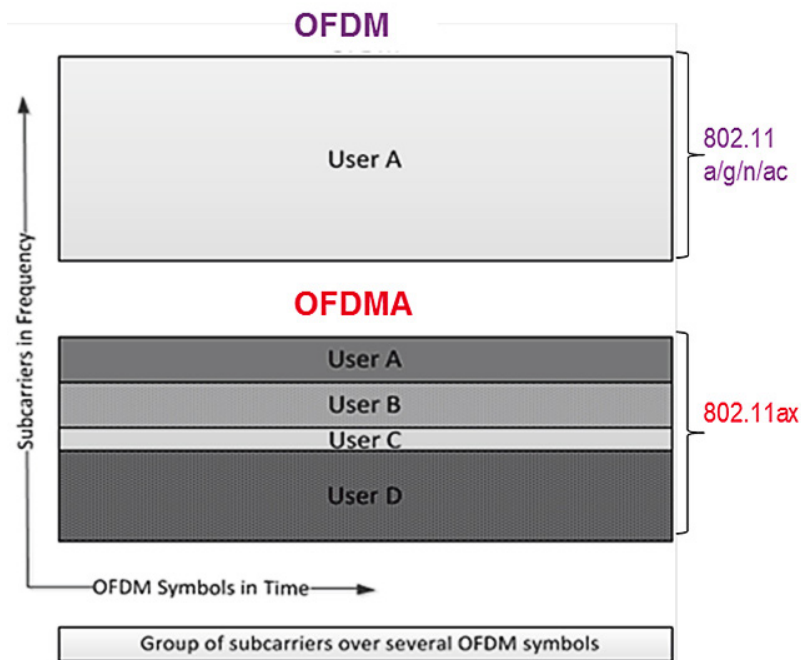 OFDM
User A
802.11
a/g/n/ac
Subcarriers in Frequency
OFDMA
User A
User B
User C
User D
802.11ax
OFDM Symbols in Time
Group of subcarriers over several OFDM symbols